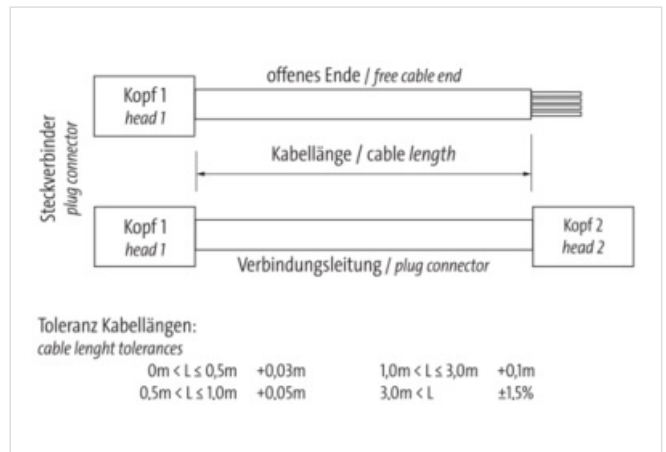 offenes Ende / free cable end
Kopf 1
head 1
Steckverbinder
plug connector
Kabellänge / cable length
Kopf 1
head 1
Kopf 2
head 2
Verbindungsleitung / plug connector
Toleranz Kabellängen:
cable lenght tolerances
0m < L ≤ 0,5m +0,03m 1,0m < L ≤ 3,0m +0,1m
0,5m < L ≤ 1,0m +0,05m 3,0m < L ±1,5%